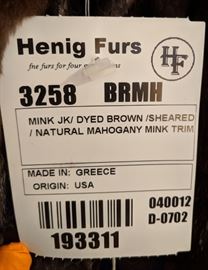 Henig Furs
HF
fne furs for four
3258 BRMH
MINK JK/ DYED BROWN /SHEARED
/ NATURAL MAHOGANY MINK TRIM
MADE IN: GREECE
ORIGIN: USA
040012
D-0702
193311